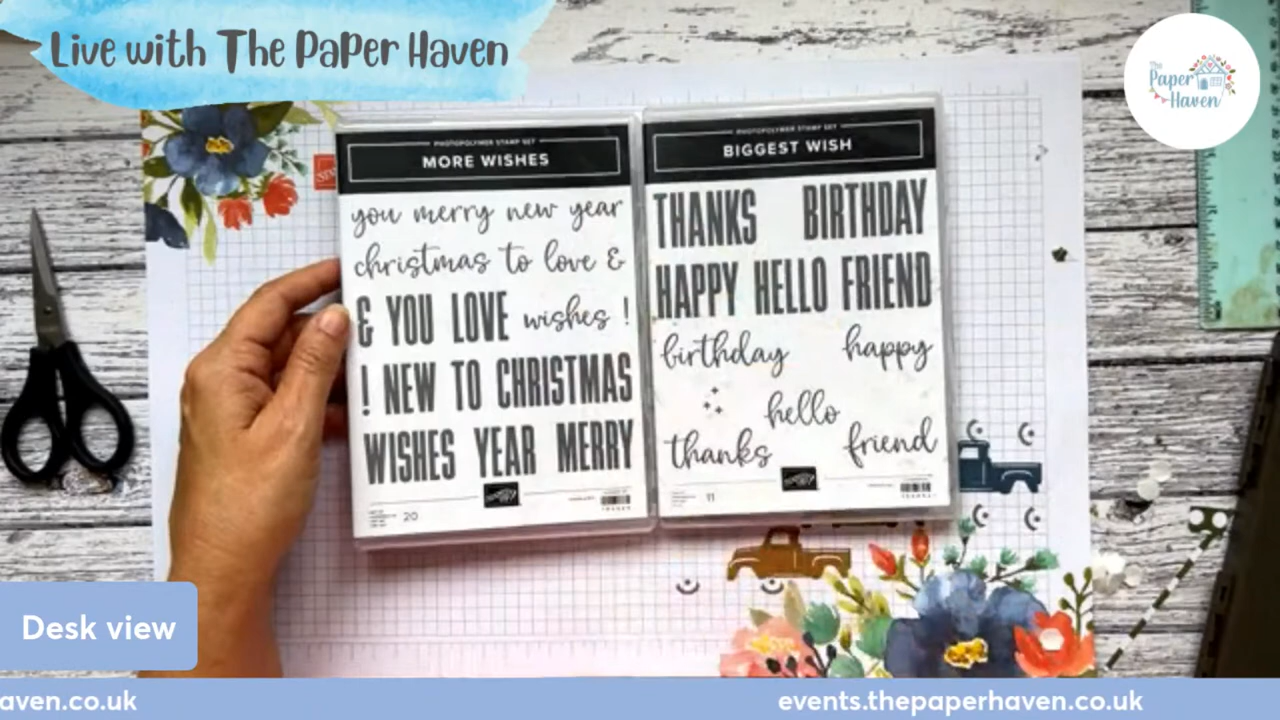 Live with The Paper Haven
The
Paper
Haven
PHOTOPOLYMER STAMP SET
MORE WISHES
you merry new year
christmas to love &
& YOU LOVE wishes !
! NEW TO CHRISTMAS
WISHES YEAR MERRY
20
PHOTOPOLYMER STAMP SET
BIGGEST WISH
THANKS BIRTHDAY
HAPPY HELLO FRIEND
birthday happy
hello
thanks friend
11
Desk view
aven.co.uk
events.thepaperhaven.co.uk